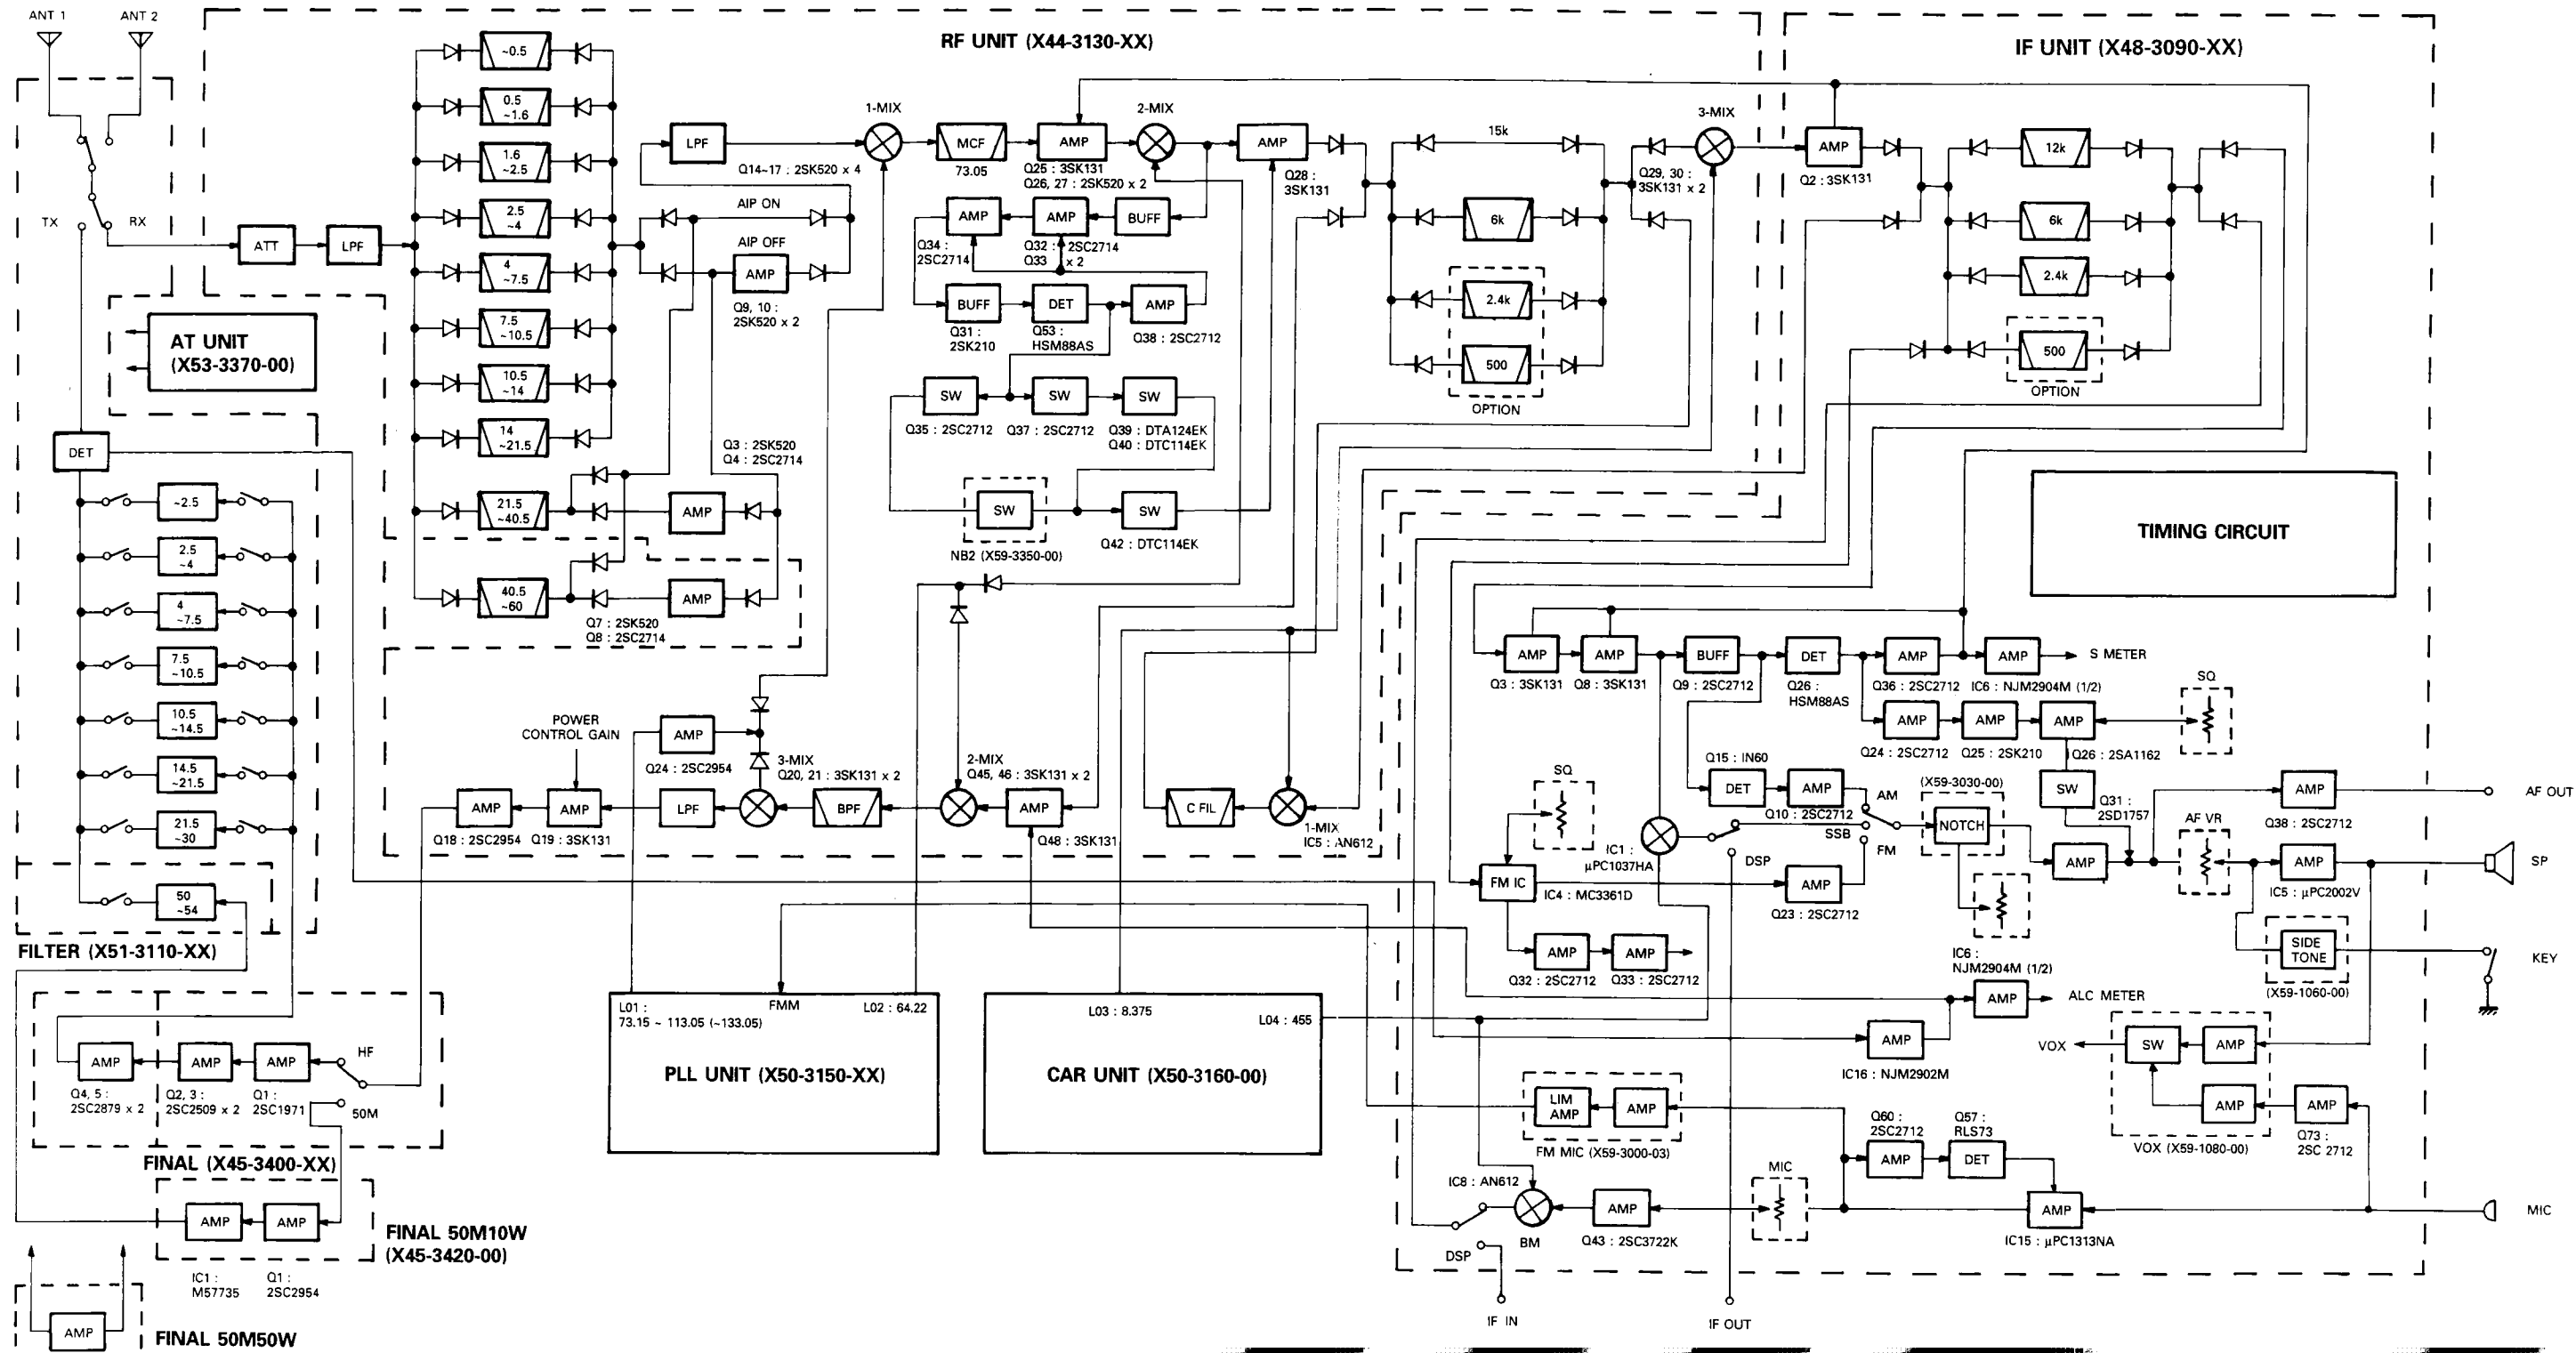 ANT 1
ANT 2
RF UNIT (X44-3130-XX)
IF UNIT (X48-3090-XX)
TX
RX
ATT
LPF
~0.5
0.5
~1.6
1.6
~2.5
2.5
~4
4
~7.5
7.5
~10.5
10.5
~14
14
~21.5
21.5
~40.5
40.5
~60
LPF
Q14~17 : 2SK520 x 4
AIP ON
AIP OFF
AMP
Q9, 10 :
2SK520 x 2
Q3 : 2SK520
Q4 : 2SC2714
AMP
AMP
Q7 : 2SK520
Q8 : 2SC2714
1-MIX
MCF
73.05
AMP
Q25 : 3SK131
Q26, 27 : 2SK520 x 2
2-MIX
AMP
Q28 :
3SK131
AMP
AMP
BUFF
Q34 :
2SC2714
Q32 :
Q33
2SC2714
x 2
BUFF
DET
AMP
Q31 :
2SK210
Q53 :
HSM88AS
Q38 : 2SC2712
SW
SW
SW
Q35 : 2SC2712
Q37 : 2SC2712
Q39 : DTA124EK
Q40 : DTC114EK
SW
SW
NB2 (X59-3350-00)
Q42 : DTC114EK
15k
6k
2.4k
500
OPTION
3-MIX
Q29, 30 :
3SK131 x 2
AMP
Q2 : 3SK131
12k
6k
2.4k
500
OPTION
TIMING CIRCUIT
AT UNIT
(X53-3370-00)
DET
~2.5
2.5
~4
4
~7.5
7.5
~10.5
10.5
~14.5
14.5
~21.5
21.5
~30
50
~54
FILTER (X51-3110-XX)
POWER
CONTROL GAIN
AMP
Q24 : 2SC2954
3-MIX
Q20, 21 : 3SK131 x 2
2-MIX
Q45, 46 : 3SK131 x 2
AMP
AMP
LPF
BPF
AMP
C FIL
Q18 : 2SC2954
Q19 : 3SK131
Q48 : 3SK131
1-MIX
IC5 : AN612
AMP
AMP
BUFF
DET
AMP
AMP
S METER
Q3 : 3SK131
Q8 : 3SK131
Q9 : 2SC2712
Q26 :
HSM88AS
Q36 : 2SC2712
IC6 : NJM2904M (1/2)
SQ
AMP
AMP
AMP
Q24 : 2SC2712
Q25 : 2SK210
Q26 : 2SA1162
SW
Q31 :
2SD1757
Q15 : IN60
DET
AMP
Q10 : 2SC2712
AM
SSB
FM
(X59-3030-00)
NOTCH
AMP
AF VR
AMP
Q38 : 2SC2712
AF OUT
AMP
IC5 : μPC2002V
SP
SQ
FM IC
IC4 : MC3361D
IC1 :
μPC1037HA
DSP
AMP
Q23 : 2SC2712
AMP
AMP
Q32 : 2SC2712
Q33 : 2SC2712
IC6 :
NJM2904M (1/2)
AMP
ALC METER
SIDE
TONE
(X59-1060-00)
KEY
AMP
IC16 : NJM2902M
VOX
SW
AMP
AMP
AMP
VOX (X59-1080-00)
Q73 :
2SC 2712
L01 :
73.15 ~ 113.05 (~133.05)
FMM
L02 : 64.22
PLL UNIT (X50-3150-XX)
L03 : 8.375
L04 : 455
CAR UNIT (X50-3160-00)
AMP
AMP
AMP
HF
50M
Q4, 5 :
2SC2879 x 2
Q2, 3 :
2SC2509 x 2
Q1 :
2SC1971
FINAL (X45-3400-XX)
AMP
AMP
FINAL 50M10W
(X45-3420-00)
IC1 :
M57735
Q1 :
2SC2954
AMP
FINAL 50M50W
LIM
AMP
AMP
FM MIC (X59-3000-03)
Q60 :
2SC2712
Q57 :
RLS73
AMP
DET
MIC
IC8 : AN612
BM
AMP
Q43 : 2SC3722K
AMP
IC15 : μPC1313NA
MIC
DSP
IF IN
IF OUT